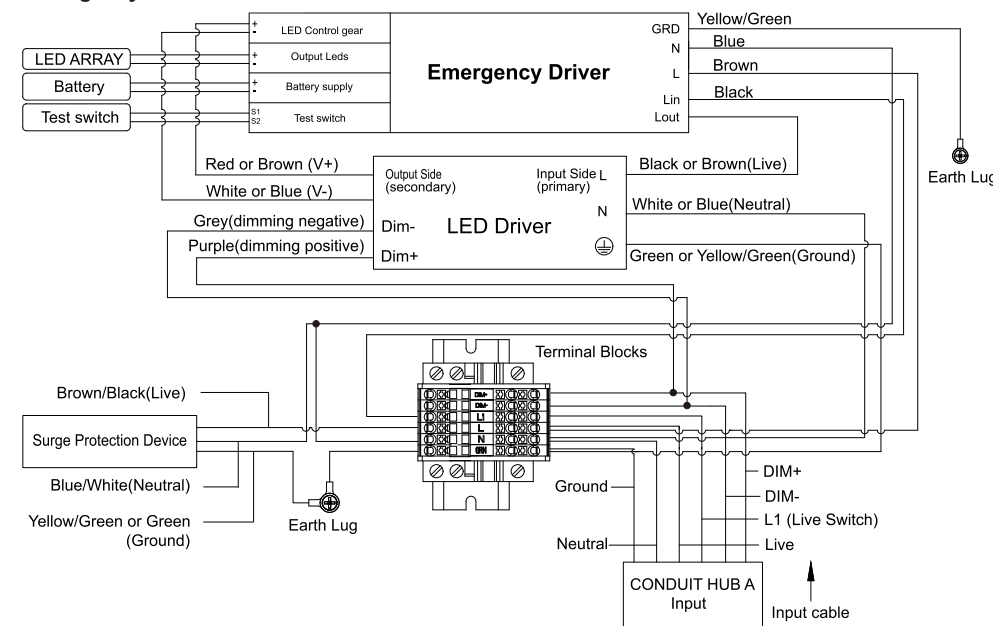 Yellow/Green
+
-
LED Control gear
GRD
LED ARRAY
+
-
Output Leds
N
Blue
Battery
+
-
Battery supply
Emergency Driver
L
Brown
Test switch
S1
S2
Test switch
Lin
Black
Lout
Earth Lug
Red or Brown (V+)
Output Side
(secondary)
Input Side L
(primary)
Black or Brown(Live)
White or Blue (V-)
N
White or Blue(Neutral)
Grey(dimming negative)
Dim-
LED Driver
Purple(dimming positive)
Dim+
Green or Yellow/Green(Ground)
Terminal Blocks
Brown/Black(Live)
DIM+
DIM-
L1
L
N
GRN
Surge Protection Device
Blue/White(Neutral)
Yellow/Green or Green
(Ground)
Earth Lug
Ground
Neutral
DIM+
DIM-
L1 (Live Switch)
Live
CONDUIT HUB A
Input
Input cable